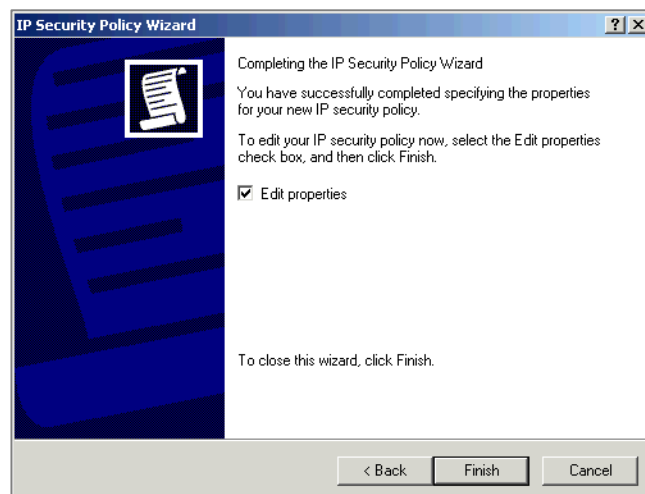 IP Security Policy Wizard
Completing the IP Security Policy Wizard
You have successfully completed specifying the properties
for your new IP security policy.
To edit your IP security policy now, select the Edit properties
check box, and then click Finish.
Edit properties
To close this wizard, click Finish.
< Back Finish Cancel